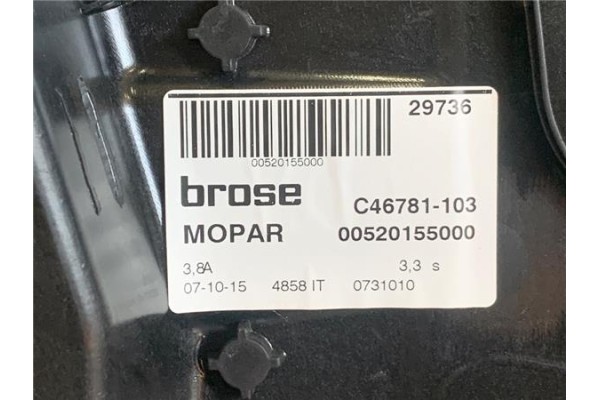 29736
00520155000
brose C46781-103
MOPAR 00520155000
3,8A 3,3 s
07-10-15 4858 IT 0731010